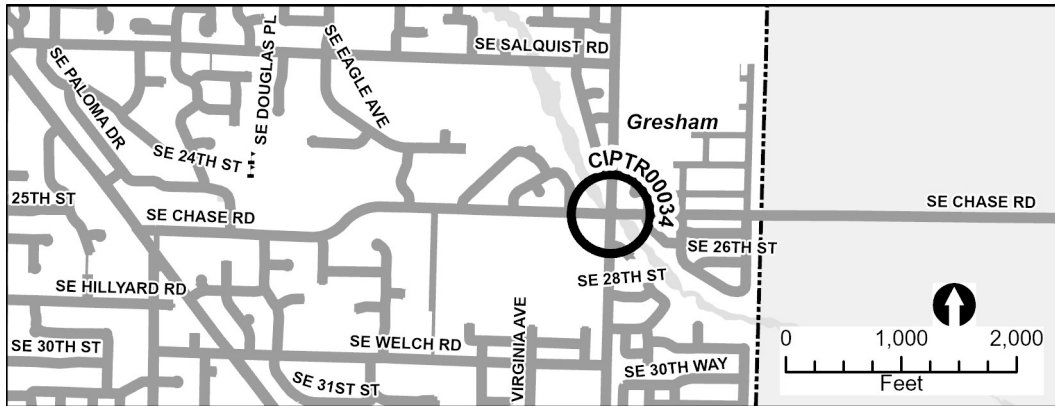 SE SALQUIST RD
SE DOUGLAS PL
SE EAGLE AVE
SE PALOMA DR
Gresham
SE 24TH ST
CIPTR00034
25TH ST
SE CHASE RD
SE CHASE RD
SE 26TH ST
SE 28TH ST
SE HILLYARD RD
VIRGINIA AVE
SE 30TH ST
SE WELCH RD
SE 30TH WAY
SE 31ST ST
0 1,000 2,000
Feet